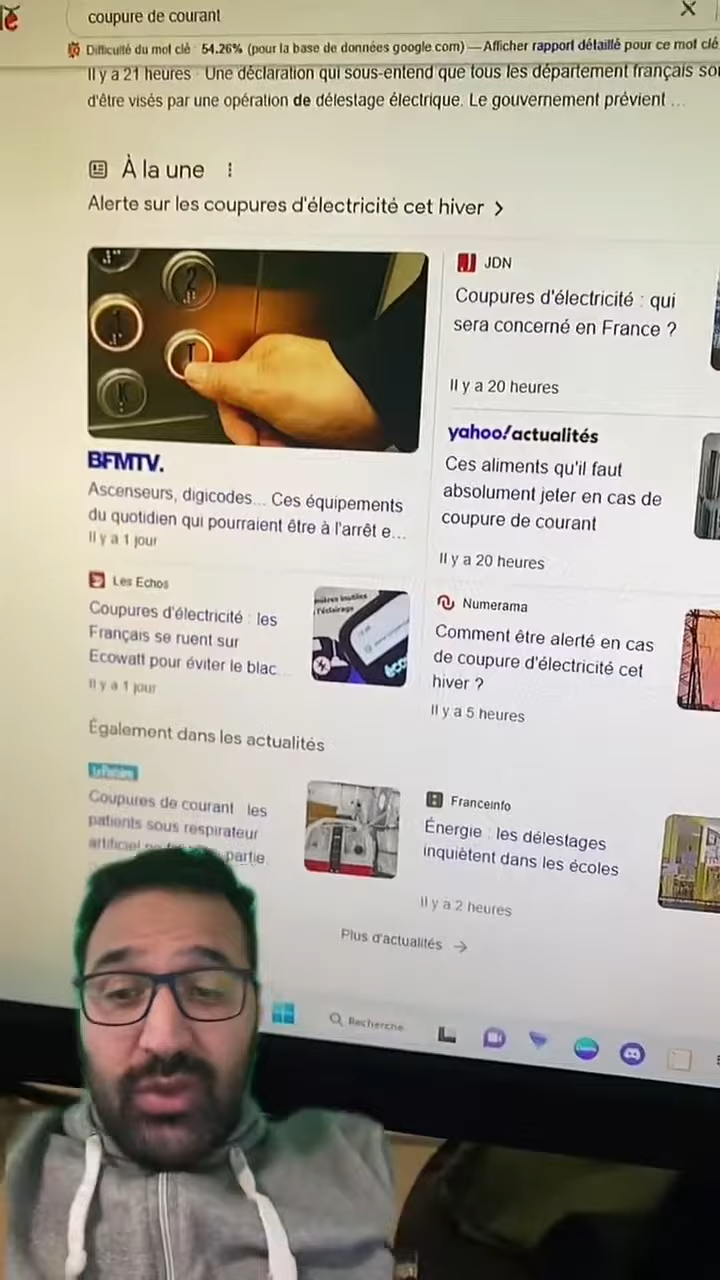 coupure de courant
Difficulté du mot clé : 54.26% (pour la base de données google.com) — Afficher rapport détaillé pour ce mot clé
Il y a 21 heures · Une déclaration qui sous-entend que tous les département français
d'être visés par une opération de délestage électrique. Le gouvernement prévient ...
À la une
Alerte sur les coupures d'électricité cet hiver >
2
1
BFMTV.
Ascenseurs, digicodes... Ces équipements
du quotidien qui pourraient être à l'arrêt e...
Il y a 1 jour
JDN
Coupures d'électricité : qui
sera concerné en France ?
Il y a 20 heures
yahoo!actualités
Ces aliments qu'il faut
absolument jeter en cas de
coupure de courant
Il y a 20 heures
Les Echos
Coupures d'électricité : les
Français se ruent sur
Ecowatt pour éviter le blac...
Il y a 1 jour
l'éclairage
Numerama
Comment être alerté en cas
de coupure d'électricité cet
hiver ?
Il y a 5 heures
Également dans les actualités
Le Parisien
Coupures de courant : les
patients sous respirateur
artificiel
partie
Franceinfo
Énergie : les délestages
inquiètent dans les écoles
Il y a 2 heures
Plus d'actualités →
Recherche